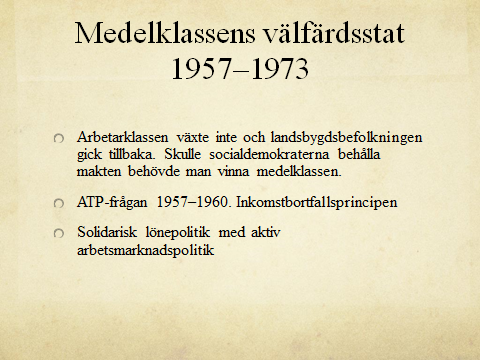 Medelklassens välfärdsstat
1957–1973
Arbetarklassen växte inte och landsbygdsbefolkningen
gick tillbaka. Skulle socialdemokraterna behålla
makten behövde man vinna medelklassen.
ATP-frågan 1957–1960. Inkomstbortfallsprincipen
Solidarisk lönepolitik med aktiv
arbetsmarknadspolitik